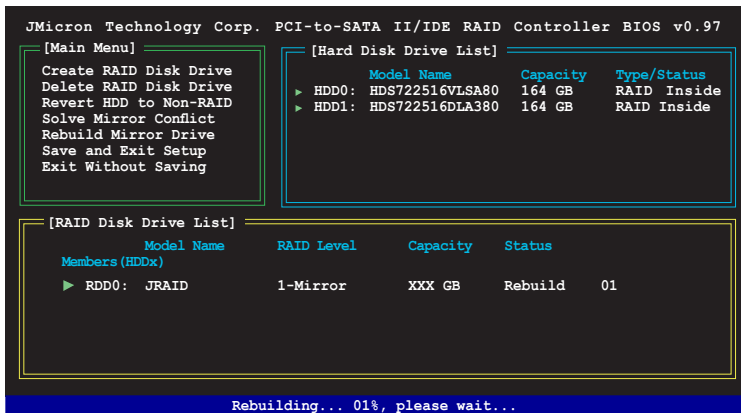 JMicron Technology Corp. PCI-to-SATA II/IDE RAID Controller BIOS v0.97
[Main Menu]
Create RAID Disk Drive
Delete RAID Disk Drive
Revert HDD to Non-RAID
Solve Mirror Conflict
Rebuild Mirror Drive
Save and Exit Setup
Exit Without Saving
[Hard Disk Drive List]
Model Name Capacity Type/Status
HDD0: HDS722516VLSA80 164 GB RAID Inside
HDD1: HDS722516DLA380 164 GB RAID Inside
[RAID Disk Drive List]
Model Name RAID Level Capacity Status
Members(HDDx)
RDD0: JRAID 1-Mirror XXX GB Rebuild 01
Rebuilding... 01%, please wait...